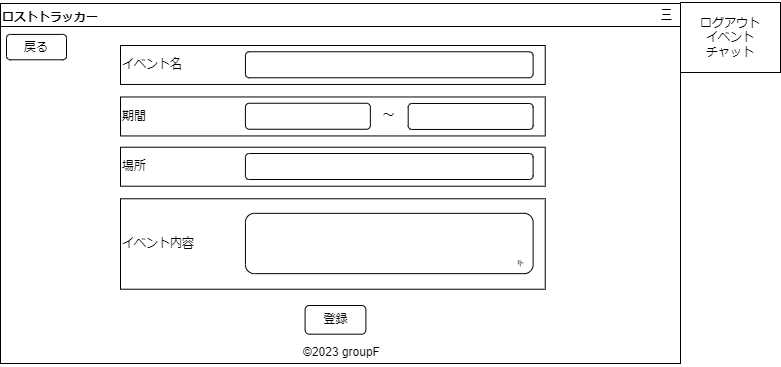 ロストトラッカー
三
ログアウト
イベント
チャット
戻る
イベント名
期間
～
場所
イベント内容
登録
©2023 groupF